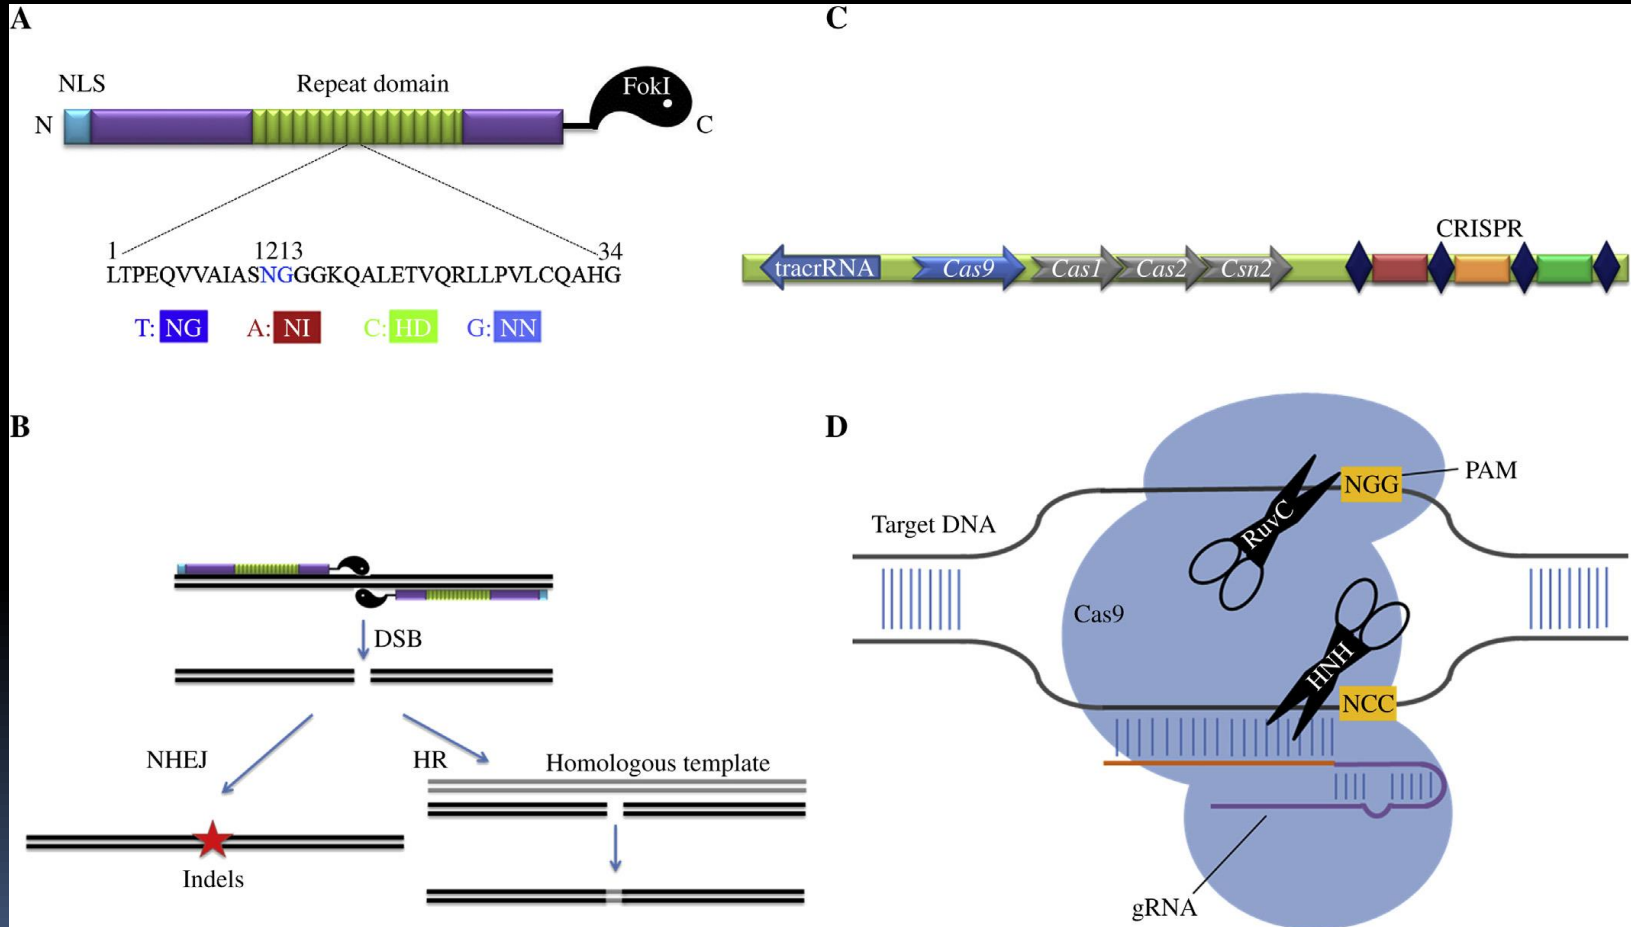 A
NLS
Repeat domain
FokI
N
C
1
1213
34
LTPEQVVAIASNGGGKQALETVQRLLPVLCQAHG
T: NG A: NI C: HD G: NN
B
DSB
NHEJ
HR
Homologous template
Indels
C
CRISPR
tracrRNA Cas9 Cas1 Cas2 Csn2
D
PAM
NGG
RuvC
Target DNA
Cas9
HNH
NCC
gRNA